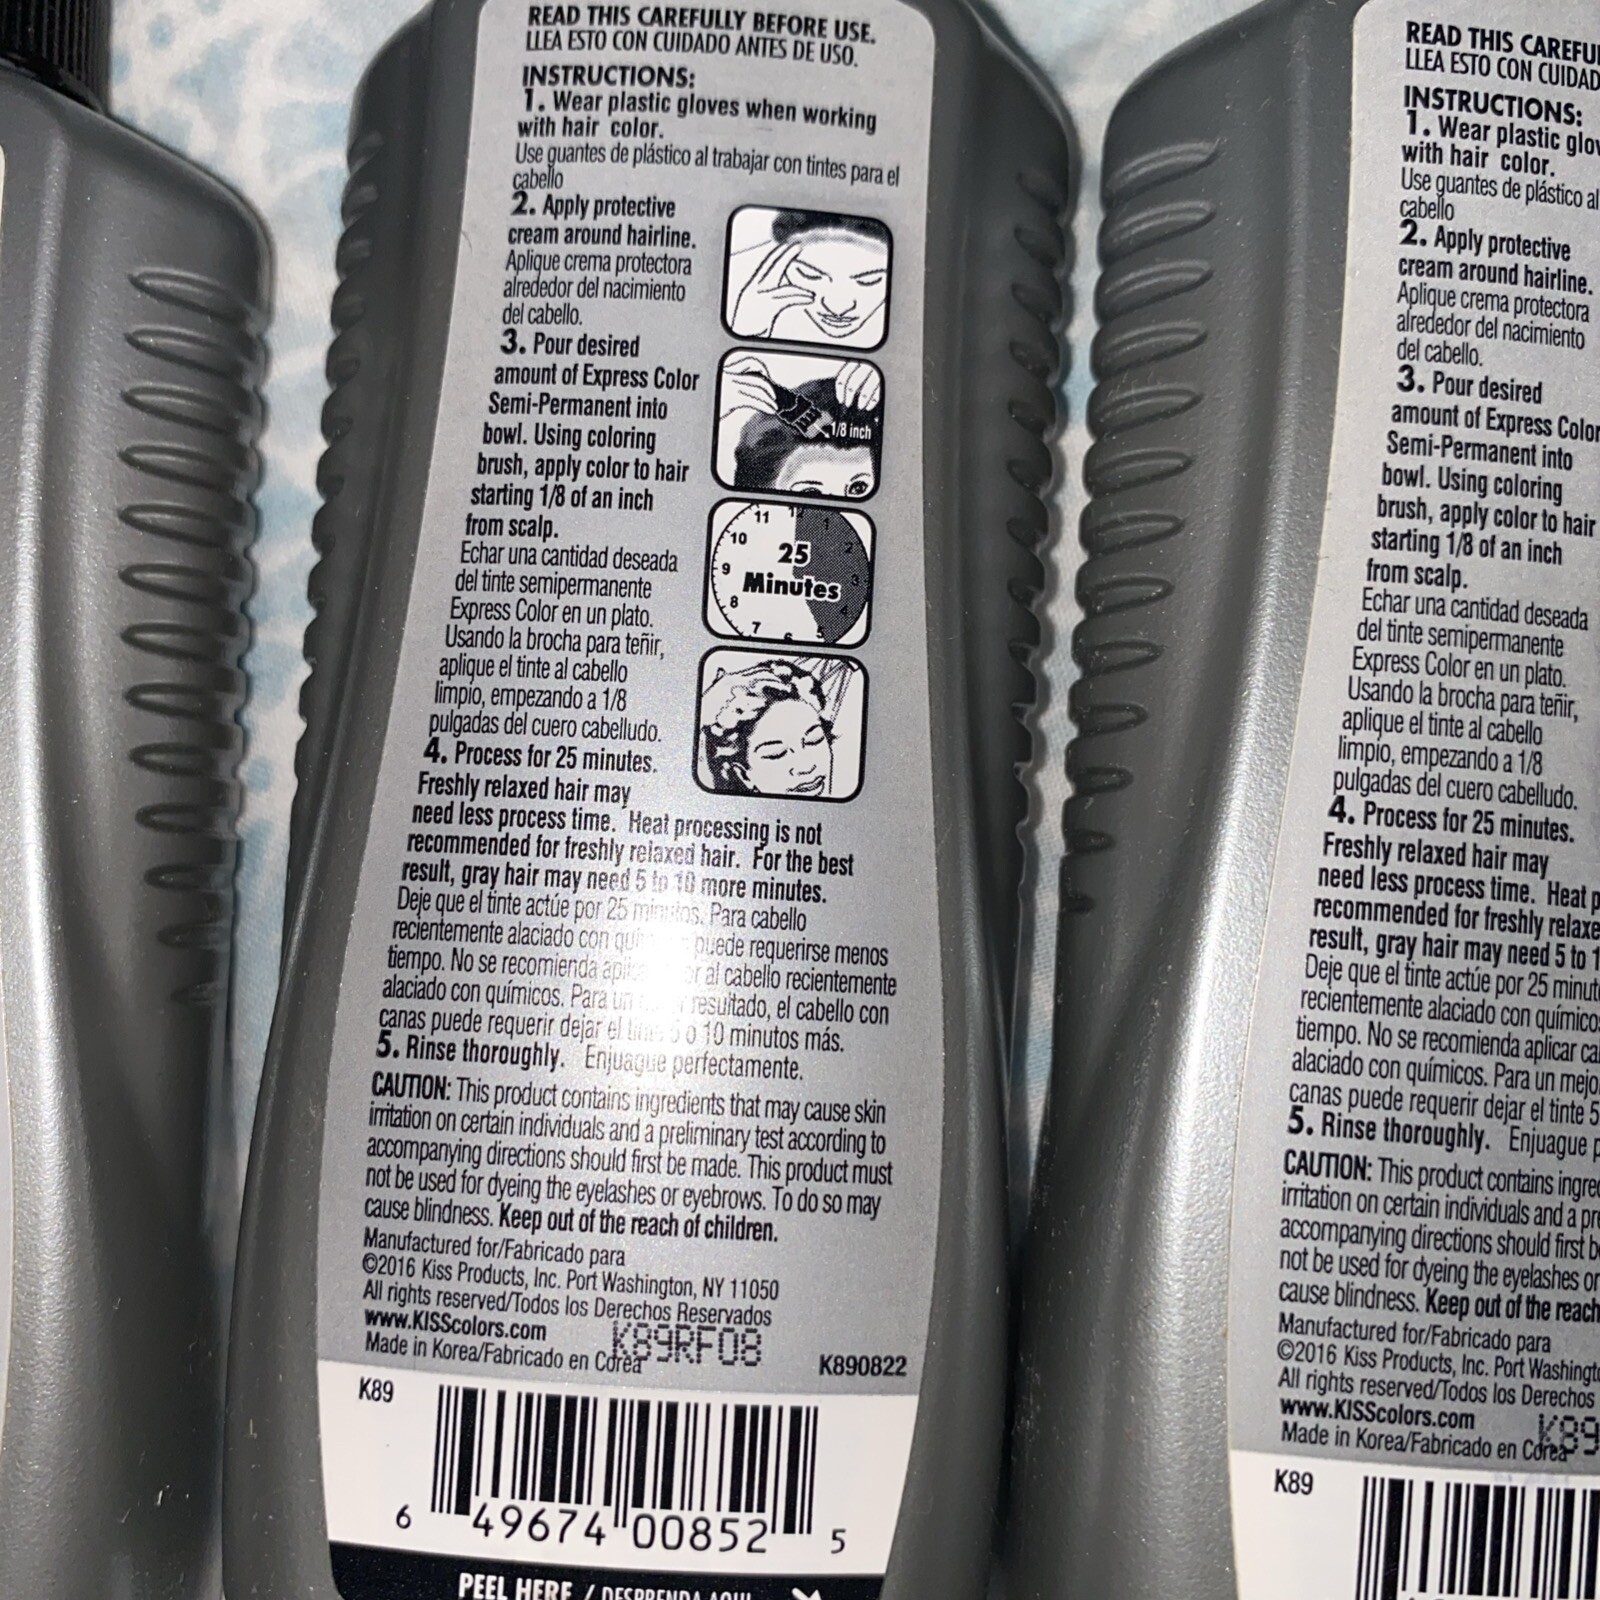 READ THIS CAREFULLY BEFORE USE.
LLEA ESTO CON CUIDADO ANTES DE USO.
INSTRUCTIONS:
1. Wear plastic gloves when working
with hair color.
Use guantes de plástico al trabajar con tintes para el
cabello
2. Apply protective
cream around hairline.
Aplique crema protectora
alrededor del nacimiento
del cabello.
3. Pour desired
amount of Express Color
Semi-Permanent into
bowl. Using coloring
brush, apply color to hair
starting 1/8 of an inch
from scalp.
Echar una cantidad deseada
del tinte semipermanente
Express Color en un plato.
Usando la brocha para teñir,
aplique el tinte al cabello
limpio, empezando a 1/8
pulgadas del cuero cabelludo.
4. Process for 25 minutes.
Freshly relaxed hair may
need less process time. Heat processing is not
recommended for freshly relaxed hair. For the best
result, gray hair may need 5 to 10 more minutes.
Deje que el tinte actúe por 25 minutos. Para cabello
recientemente alaciado con puede requerirse menos
tiempo. No se recomienda al cabello recientemente
alaciado con químicos. Para un resultado, el cabello con
canas puede requerir dejar el 5 o 10 minutos más.
5. Rinse thoroughly. Enjuague perfectamente.
CAUTION: This product contains ingredients that may cause skin
irritation on certain individuals and a preliminary test according to
accompanying directions should first be made. This product must
not be used for dyeing the eyelashes or eyebrows. To do so may
cause blindness. Keep out of the reach of children.
Manufactured for/Fabricado para
©2016 Kiss Products, Inc. Port Washington, NY 11050
All rights reserved/Todos los Derechos Reservados
www.KISScolors.com
Made in Korea/Fabricado en Corea
K89RF08
K890822
K89
6 49674 00852 5
PEEL HERE / DESPRENDA AQUI
1/8 inch
12 1 2 3 4 5 6 7 8 9 10 11
25
Minutes
READ THIS
LLEA ESTO CON
INSTRUCTIONS:
1. Wear plastic
with hair color.
Use guantes de plástico al
cabello
2. Apply protective
cream around hairline.
Aplique crema protectora
alrededor del nacimiento
del cabello.
3. Pour desired
amount of Express Color
Semi-Permanent into
bowl. Using coloring
brush, apply color to hair
starting 1/8 of an inch
from scalp.
Echar una cantidad deseada
del tinte semipermanente
Express Color en un plato.
Usando la brocha para teñir,
aplique el tinte al cabello
limpio, empezando a 1/8
pulgadas del cuero cabelludo.
4. Process for 25 minutes.
Freshly relaxed hair may
need less process time. Heat
recommended for freshly
result, gray hair may need 5 to
Deje que el tinte actúe por 25
recientemente alaciado con
tiempo. No se recomienda aplicar
alaciado con químicos. Para un
canas puede requerir dejar el tinte 5
5. Rinse thoroughly. Enjuague
CAUTION: This product contains
irritation on certain individuals and a
accompanying directions should first
not be used for dyeing the eyelashes or
cause blindness. Keep out of the reach
Manufactured for/Fabricado para
©2016 Kiss Products, Inc. Port
All rights reserved/Todos los Derechos
www.KISScolors.com
Made in Korea/Fabricado en Corea
K89
K89